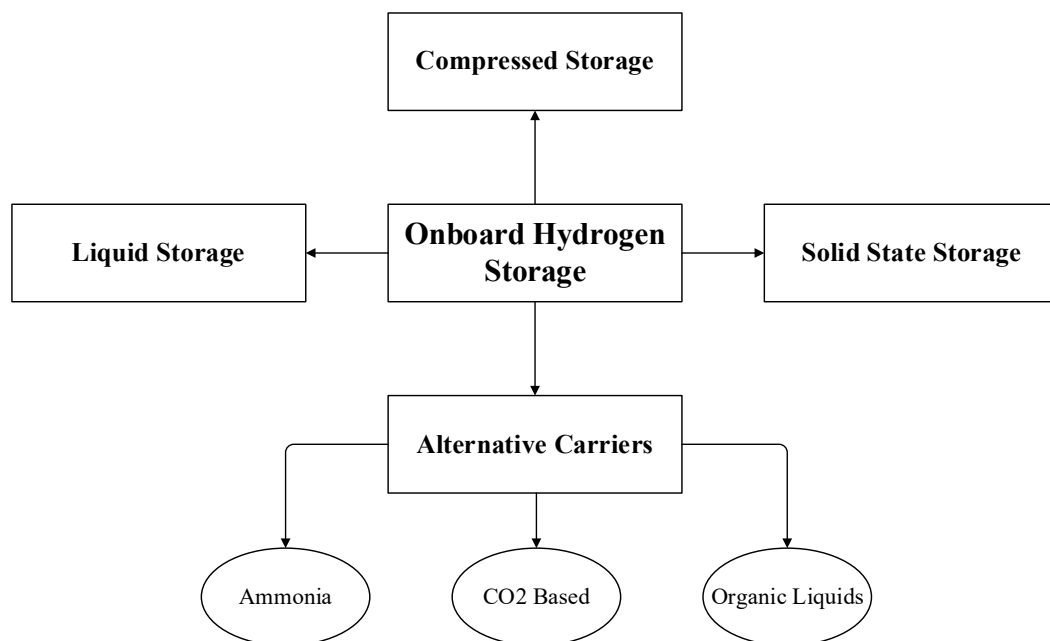 Compressed Storage
Liquid Storage
Onboard Hydrogen
Storage
Solid State Storage
Alternative Carriers
Ammonia
CO2 Based
Organic Liquids